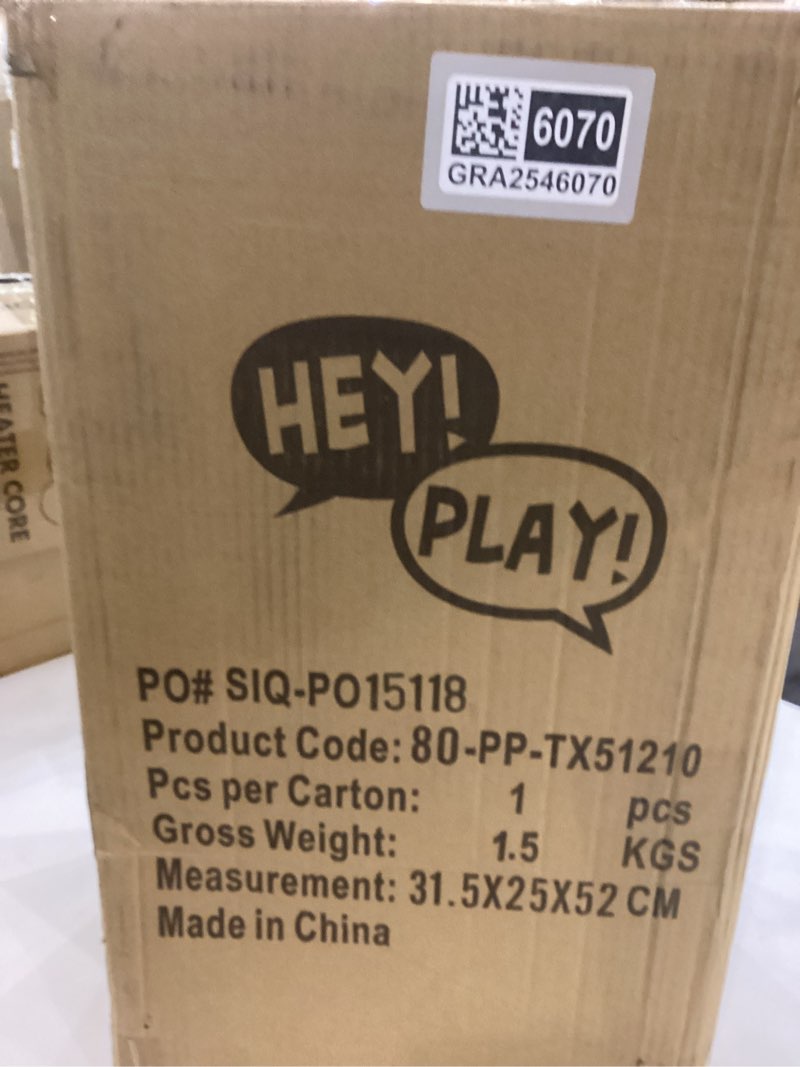 6070
GRA2546070
HEY!
PLAY!
HEATER CORE
PO# SIQ-PO15118
Product Code: 80-PP-TX51210
Pcs per Carton: 1 pcs
Gross Weight: 1.5 KGS
Measurement: 31.5X25X52 CM
Made in China